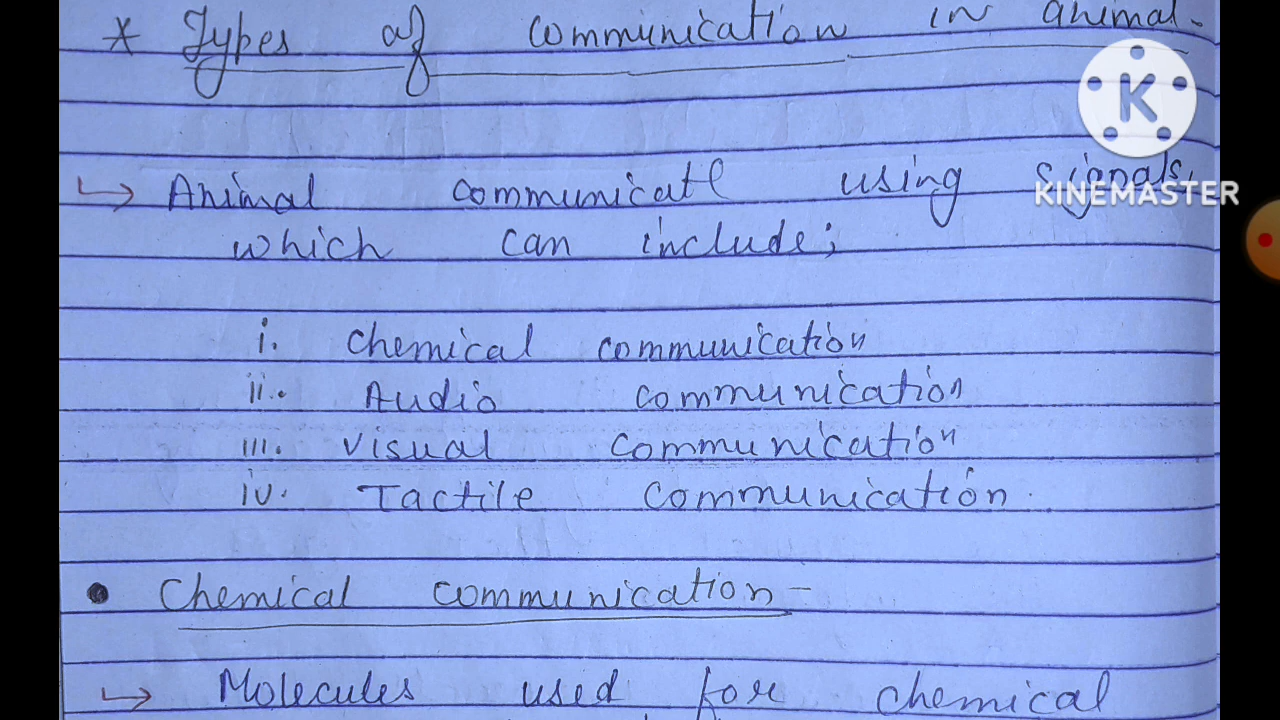 * Types of communication in animal-
K
KINEMASTER
↳ Animal communicate using signals,
which can include;
i. chemical communication
ii. Audio communication
iii. visual communication
iv. Tactile communication.
• Chemical communication -
↳ Molecules used for chemical